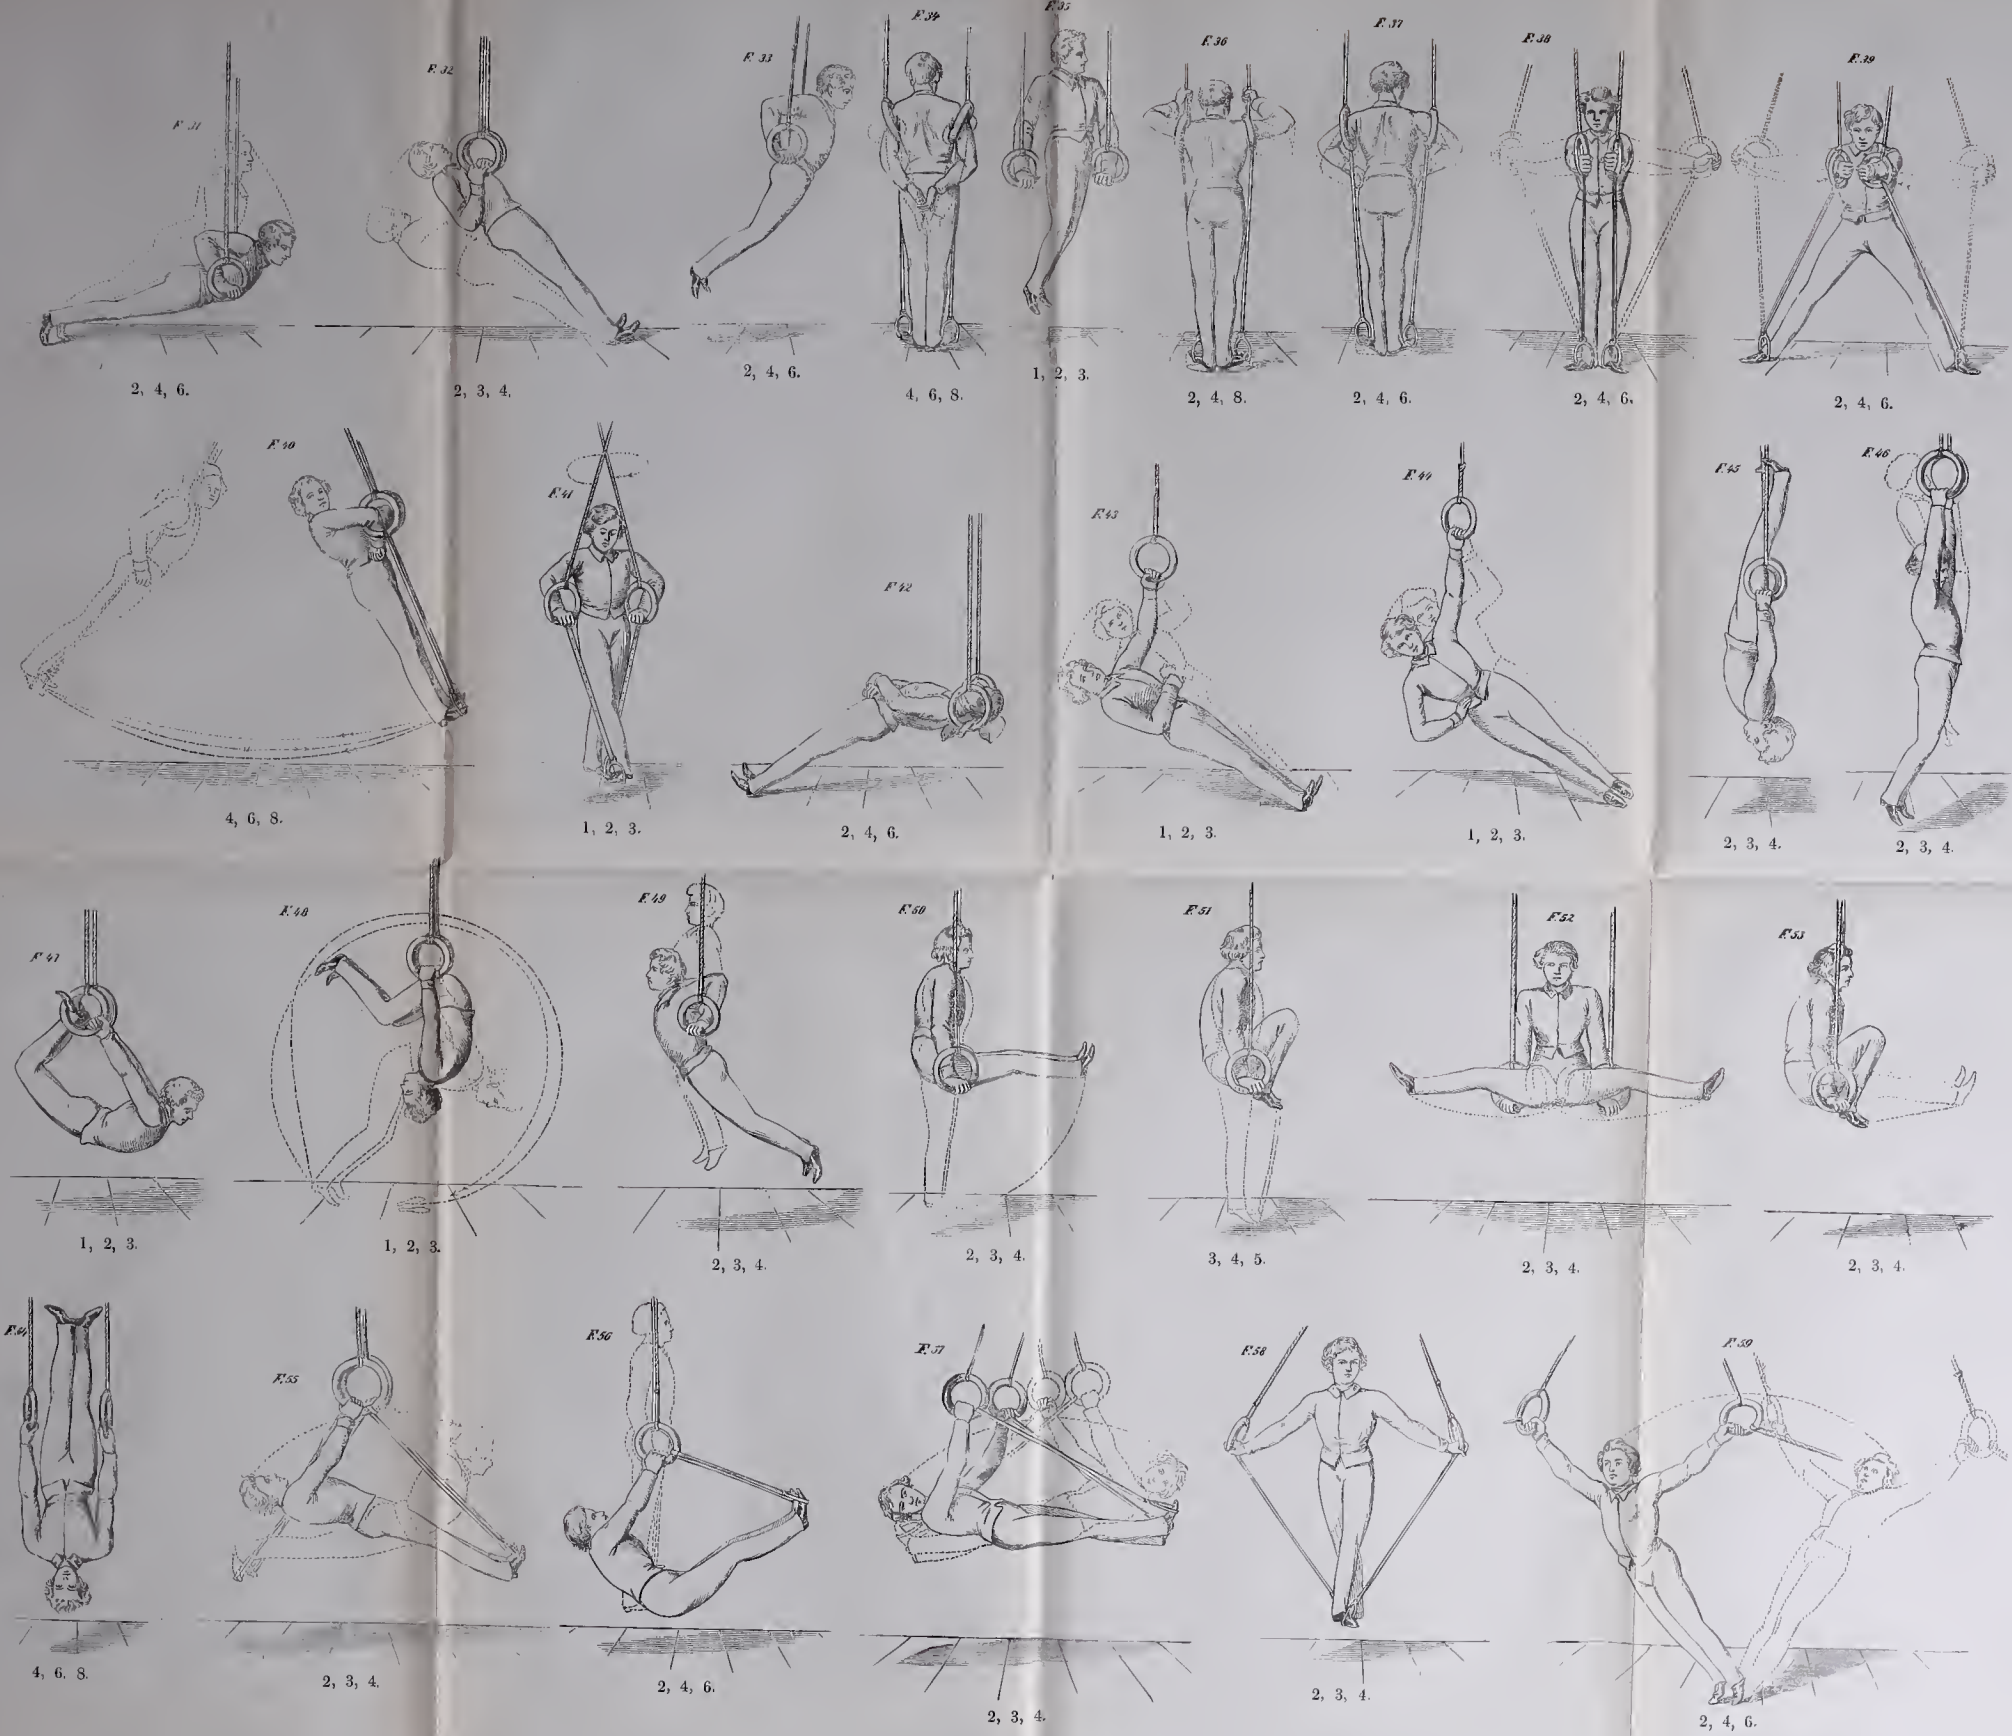 F. 31
F. 32
F. 33
F. 34
F. 35
F. 36
F. 37
F. 38
F. 39
2, 4, 6.
2, 3, 4.
2, 4, 6.
4, 6, 8.
1, 2, 3.
2, 4, 8.
2, 4, 6.
2, 4, 6.
2, 4, 6.
F. 40
F. 41
F. 42
F. 43
F. 44
F. 45
F. 46
4, 6, 8.
1, 2, 3.
2, 4, 6.
1, 2, 3.
1, 2, 3.
2, 3, 4.
2, 3, 4.
F. 47
F. 48
F. 49
F. 50
F. 51
F. 52
F. 53
1, 2, 3.
1, 2, 3.
2, 3, 4.
2, 3, 4.
3, 4, 5.
2, 3, 4.
2, 3, 4.
F. 54
F. 55
F. 56
F. 57
F. 58
F. 59
4, 6. 8.
2, 3, 4.
2, 4, 6.
2, 3, 4.
2, 3, 4.
2, 4, 6.